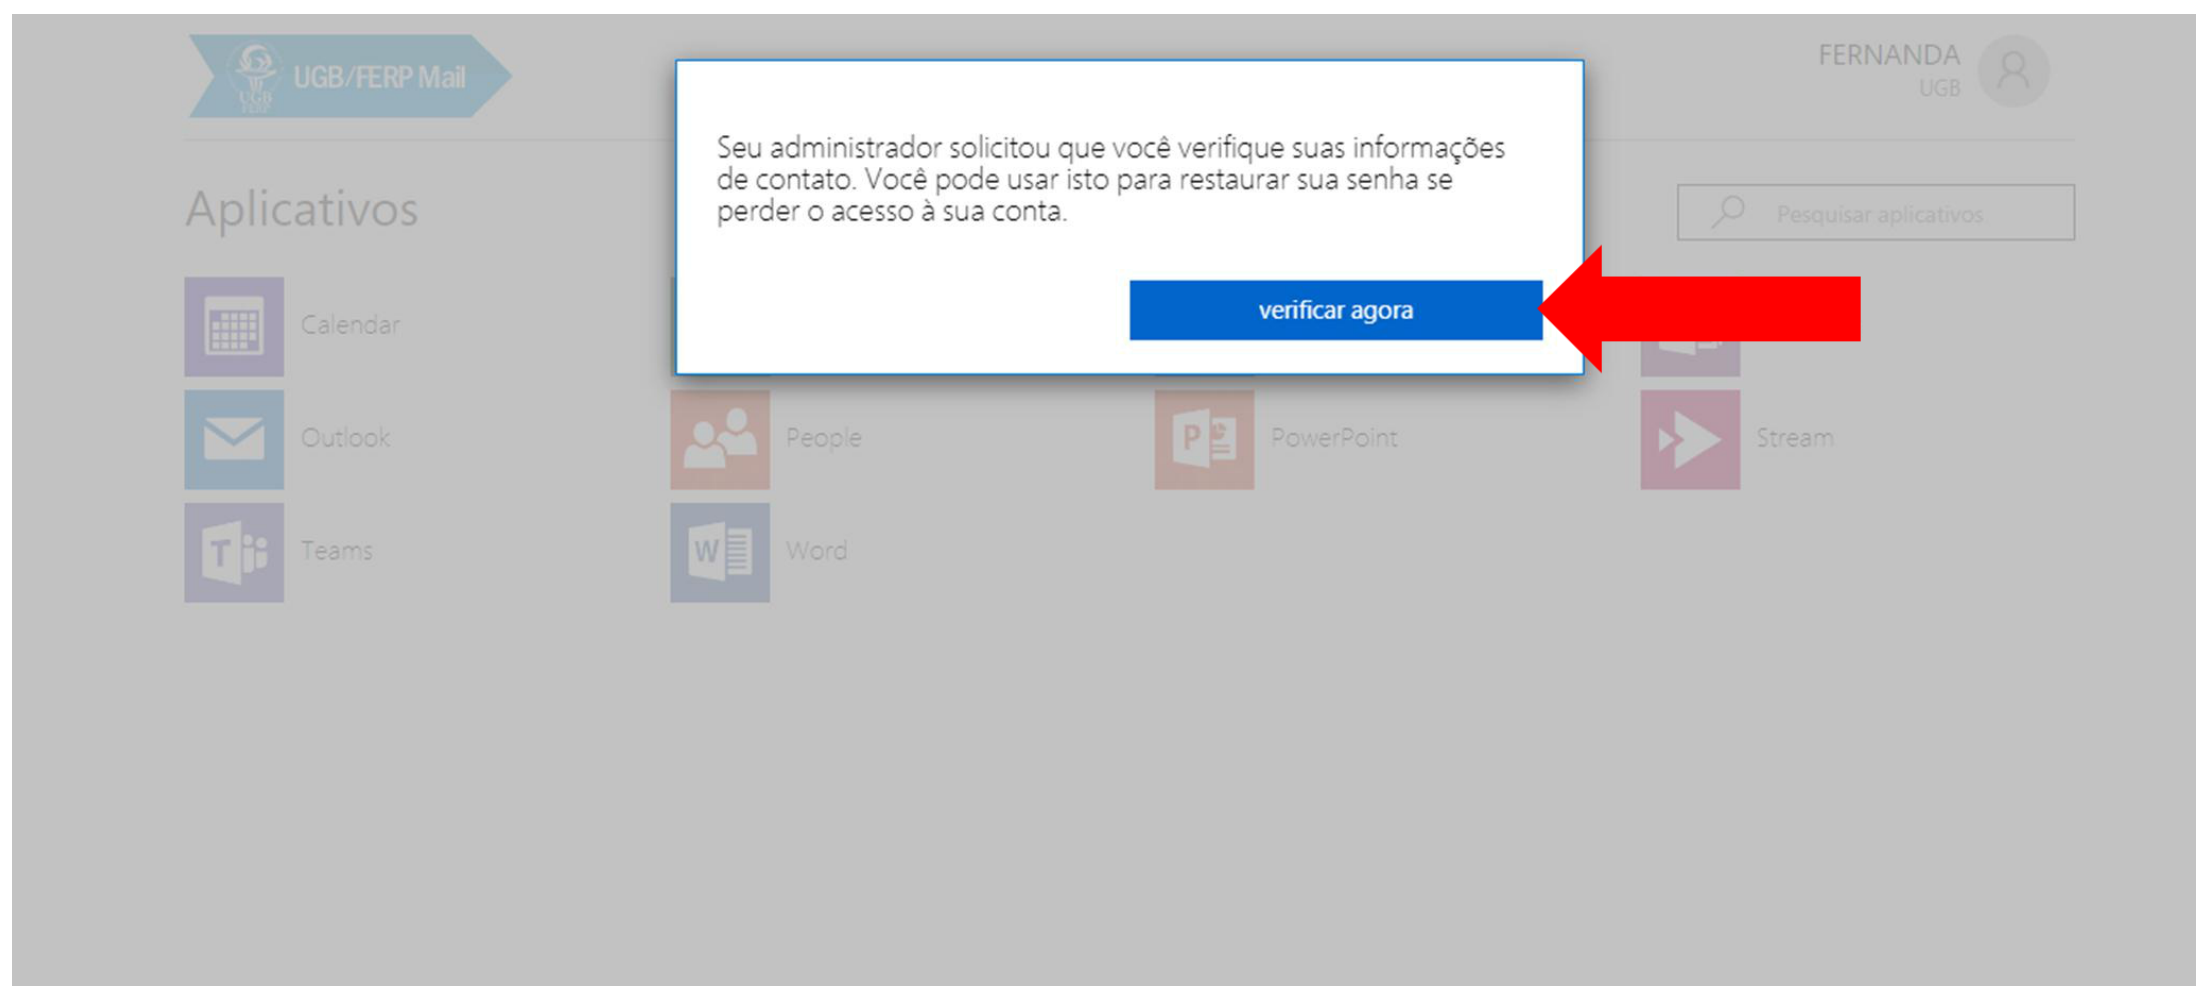 UGB
FERP
UGB/FERP Mail
FERNANDA
UGB
Seu administrador solicitou que você verifique suas informações
de contato. Você pode usar isto para restaurar sua senha se
perder o acesso à sua conta.
verificar agora
Aplicativos
Pesquisar aplicativos
Calendar
Outlook
People
P PowerPoint
Stream
T Teams
W Word